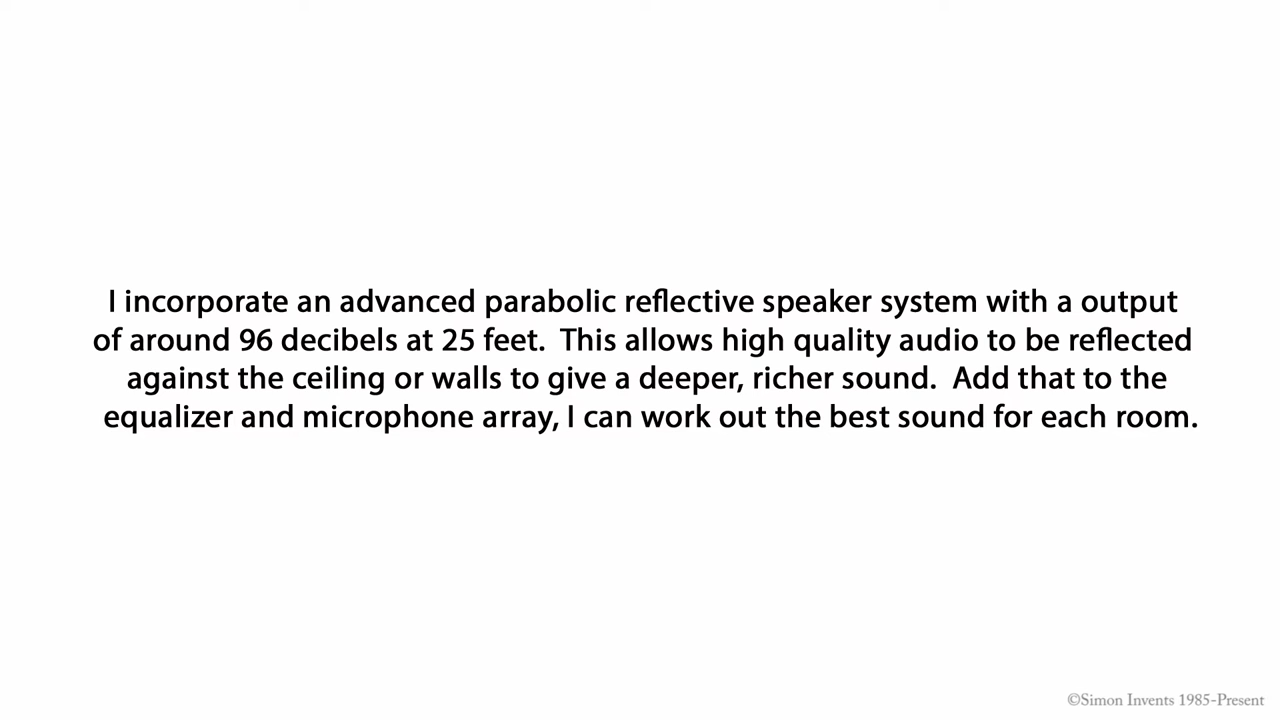 I incorporate an advanced parabolic reflective speaker system with a output
of around 96 decibels at 25 feet.  This allows high quality audio to be reflected
against the ceiling or walls to give a deeper, richer sound.  Add that to the
equalizer and microphone array, I can work out the best sound for each room.
©Simon Invents 1985-Present